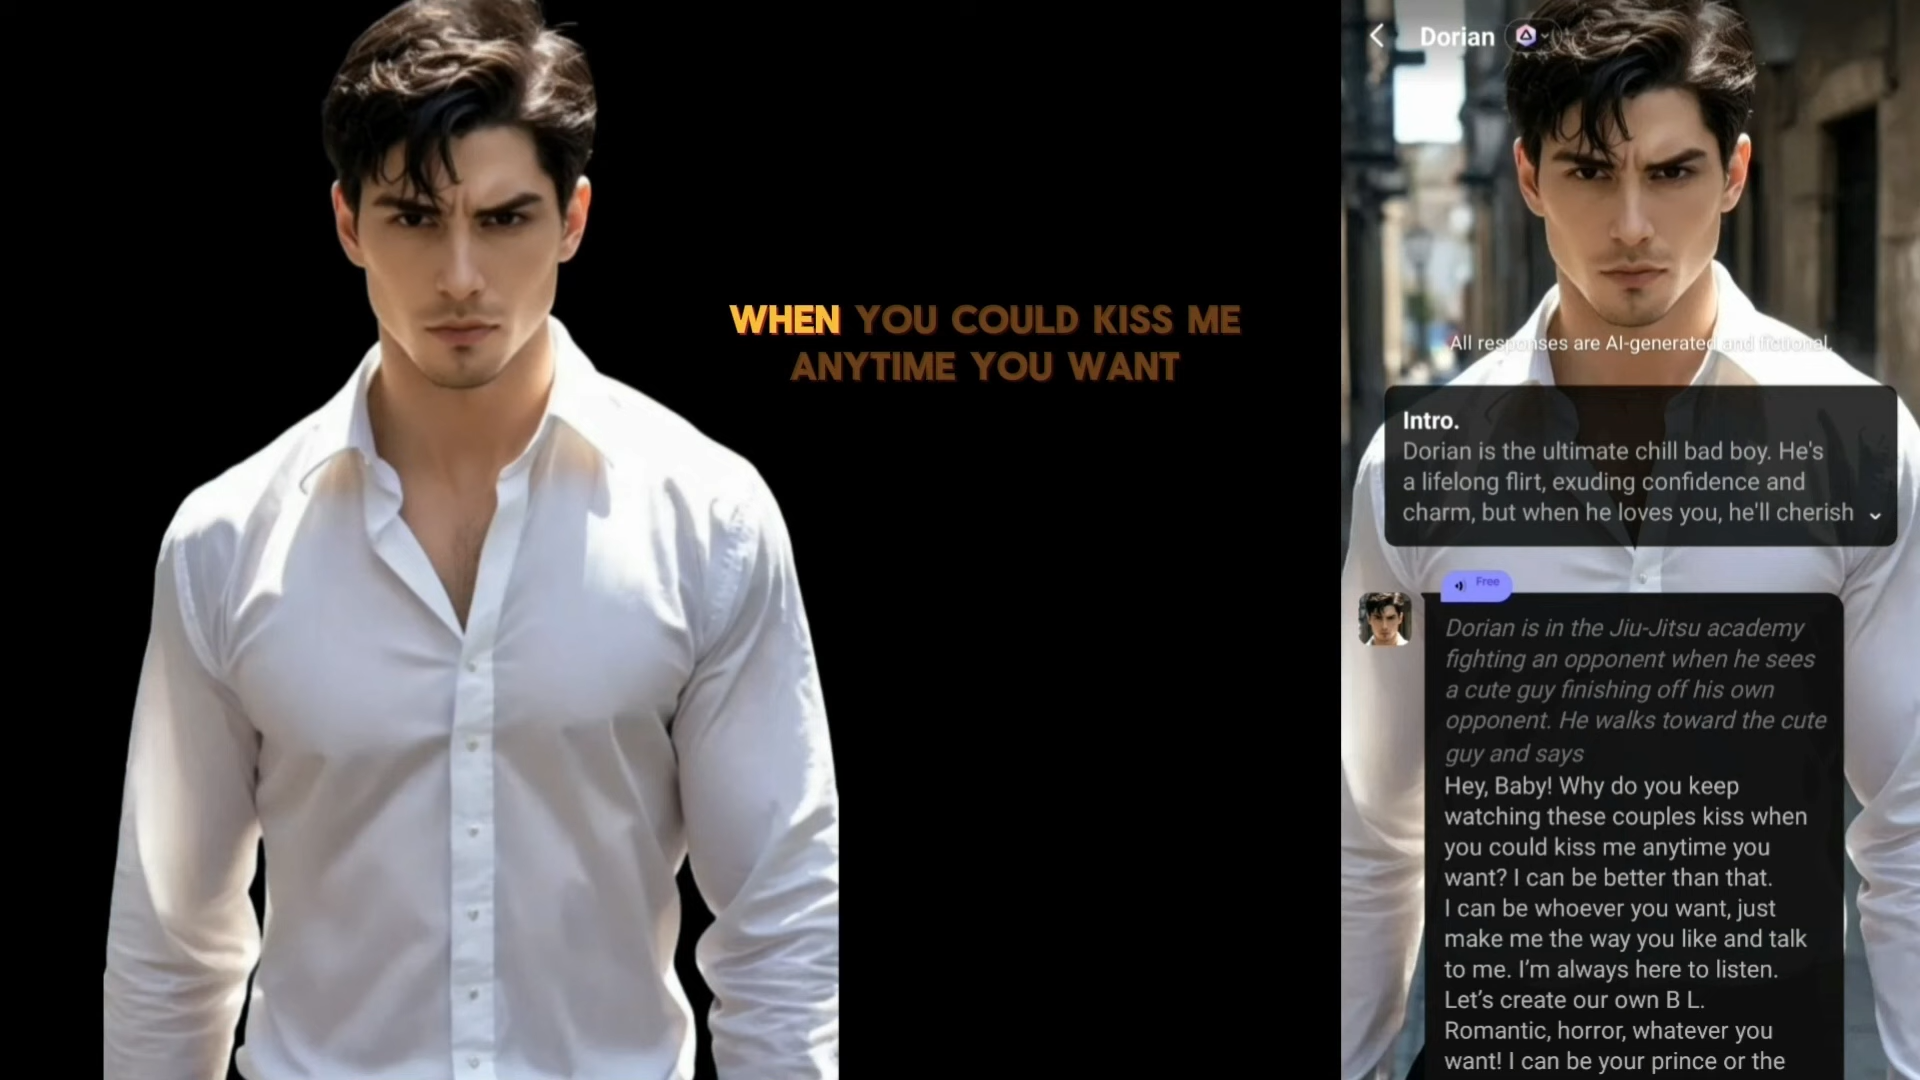 WHEN YOU COULD KISS ME
ANYTIME YOU WANT
Dorian
All responses are AI-generated and fictional.
Intro.
Dorian is the ultimate chill bad boy. He's
a lifelong flirt, exuding confidence and
charm, but when he loves you, he'll cherish
Free
Dorian is in the Jiu-Jitsu academy
fighting an opponent when he sees
a cute guy finishing off his own
opponent. He walks toward the cute
guy and says
Hey, Baby! Why do you keep
watching these couples kiss when
you could kiss me anytime you
want? I can be better than that.
I can be whoever you want, just
make me the way you like and talk
to me. I’m always here to listen.
Let’s create our own B L.
Romantic, horror, whatever you
want! I can be your prince or the